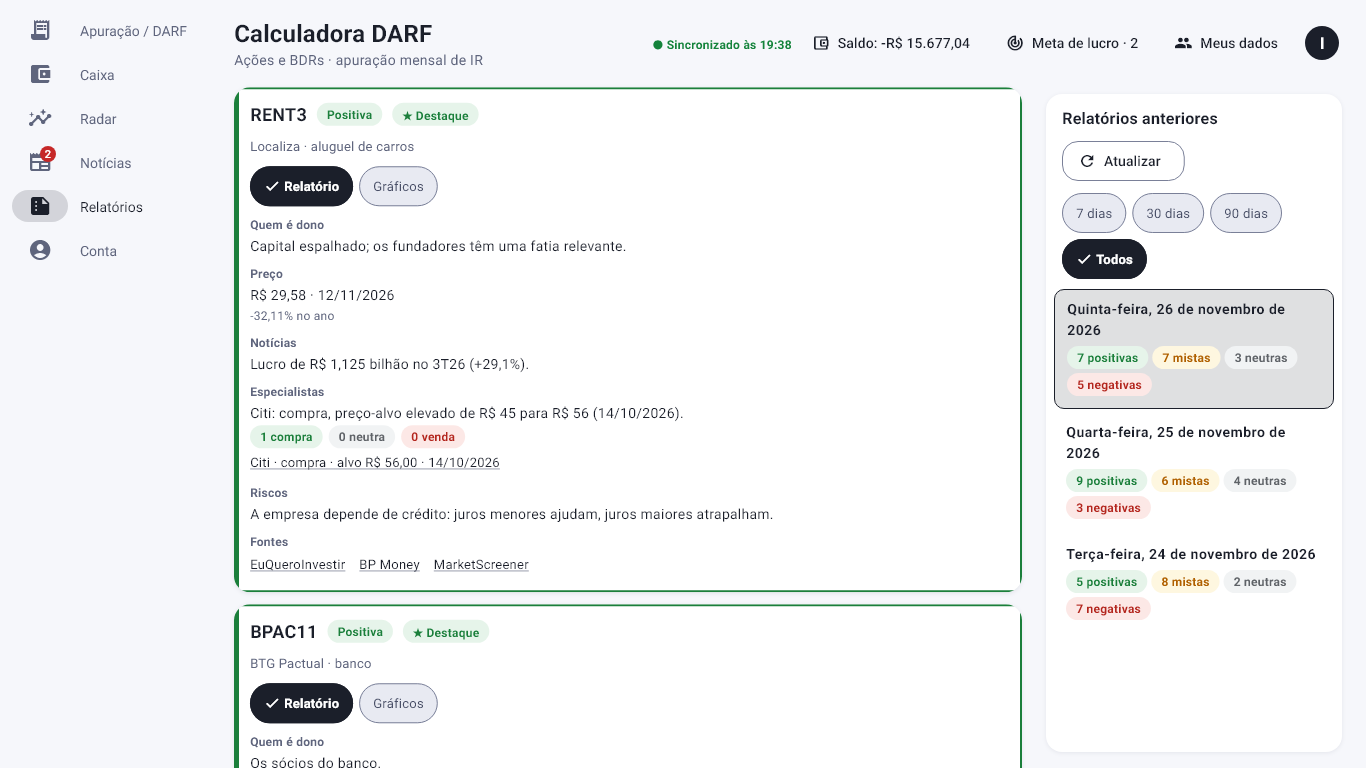 Apuração / DARF
Caixa
Radar
2
Notícias
Relatórios
Conta
Calculadora DARF
Ações e BDRs · apuração mensal de IR
Sincronizado às 19:38
Saldo: -R$ 15.677,04
Meta de lucro · 2
Meus dados
I
RENT3
Positiva
★ Destaque
Localiza · aluguel de carros
Relatório
Gráficos
Quem é dono
Capital espalhado; os fundadores têm uma fatia relevante.
Preço
R$ 29,58 · 12/11/2026
-32,11% no ano
Notícias
Lucro de R$ 1,125 bilhão no 3T26 (+29,1%).
Especialistas
Citi: compra, preço-alvo elevado de R$ 45 para R$ 56 (14/10/2026).
1 compra
0 neutra
0 venda
Citi · compra · alvo R$ 56,00 · 14/10/2026
Riscos
A empresa depende de crédito: juros menores ajudam, juros maiores atrapalham.
Fontes
EuQueroInvestir
BP Money
MarketScreener
BPAC11
Positiva
★ Destaque
BTG Pactual · banco
Relatório
Gráficos
Quem é dono
Os sócios do banco.
Relatórios anteriores
Atualizar
7 dias
30 dias
90 dias
Todos
Quinta-feira, 26 de novembro de
2026
7 positivas
7 mistas
3 neutras
5 negativas
Quarta-feira, 25 de novembro de
2026
9 positivas
6 mistas
4 neutras
3 negativas
Terça-feira, 24 de novembro de 2026
5 positivas
8 mistas
2 neutras
7 negativas